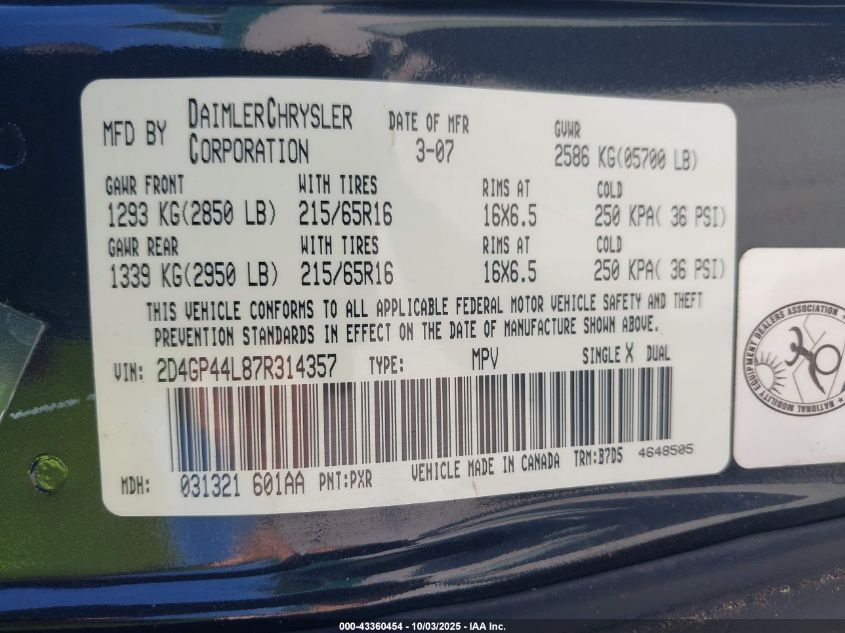 MFD BY DAIMLERCHRYSLER CORPORATION DATE OF MFR 3-07 GVWR 2586 KG(05700 LB)
GAWR FRONT WITH TIRES RIMS AT COLD
1293 KG(2850 LB) 215/65R16 16X6.5 250 KPA( 36 PSI)
GAWR REAR WITH TIRES RIMS AT COLD
1339 KG(2950 LB) 215/65R16 16X6.5 250 KPA( 36 PSI)
THIS VEHICLE CONFORMS TO ALL APPLICABLE FEDERAL MOTOR VEHICLE SAFETY AND THEFT
PREVENTION STANDARDS IN EFFECT ON THE DATE OF MANUFACTURE SHOWN ABOVE.
VIN: 2D4GP44L87R314357 TYPE: MPV SINGLE X DUAL
MDH: 031321 601AA PNT:PXR VEHICLE MADE IN CANADA TRM:B7D5 4648505
NATIONAL MOBILITY EQUIPMENT DEALERS ASSOCIATION
000-43360454 - 10/03/2025 - IAA Inc.